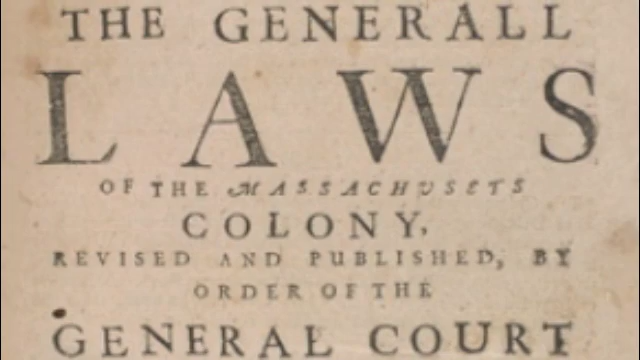 THE GENERALL
LAWS
OF THE MASSACHUSETS
COLONY,
REVISED AND PUBLISHED, BY
ORDER OF THE
GENERAL COURT